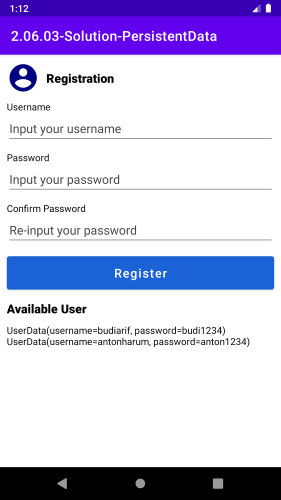 1:12
2.06.03-Solution-PersistentData
Registration
Username
Input your username
Password
Input your password
Confirm Password
Re-input your password
Register
Available User
UserData(username=budiarif, password=budi1234)
UserData(username=antonharum, password=anton1234)